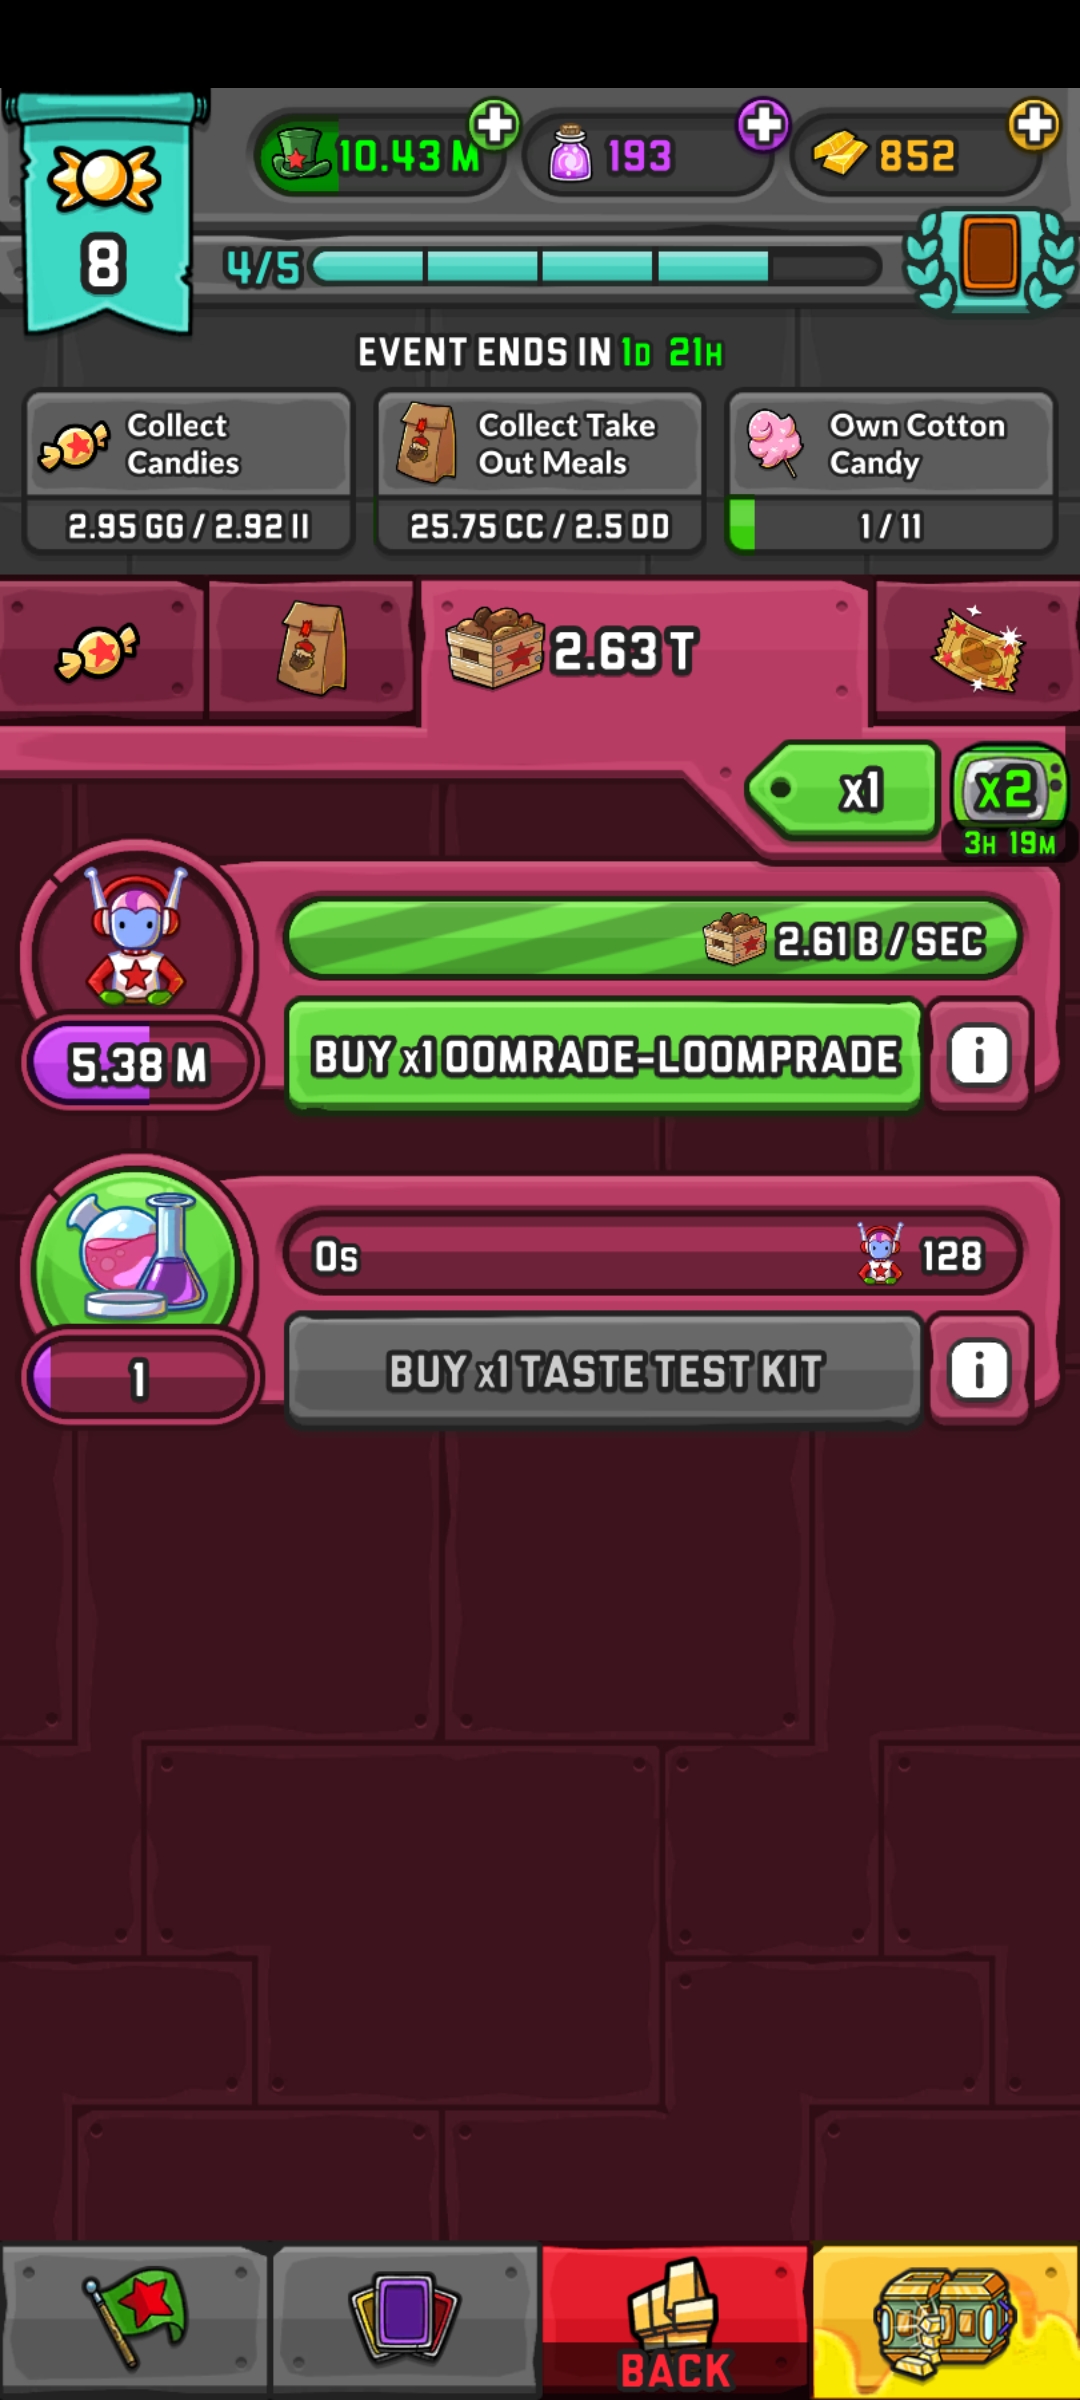 10.43 M
193
852
8
4/5
EVENT ENDS IN 1D 21H
Collect
Candies
2.95 GG / 2.92 II
Collect Take
Out Meals
25.75 CC / 2.5 DD
Own Cotton
Candy
1 / 11
2.63 T
x1
x2
3H 19M
2.61 B / SEC
5.38 M
BUY x1 OOMRADE-LOOMPRADE
i
0s
128
1
BUY x1 TASTE TEST KIT
i
BACK